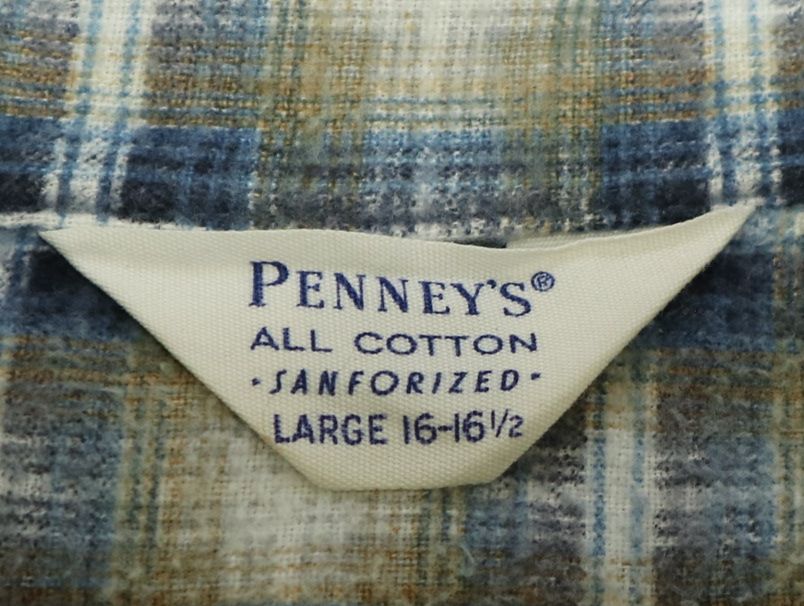 PENNEY'S®
ALL COTTON
·SANFORIZED·
LARGE 16-16½